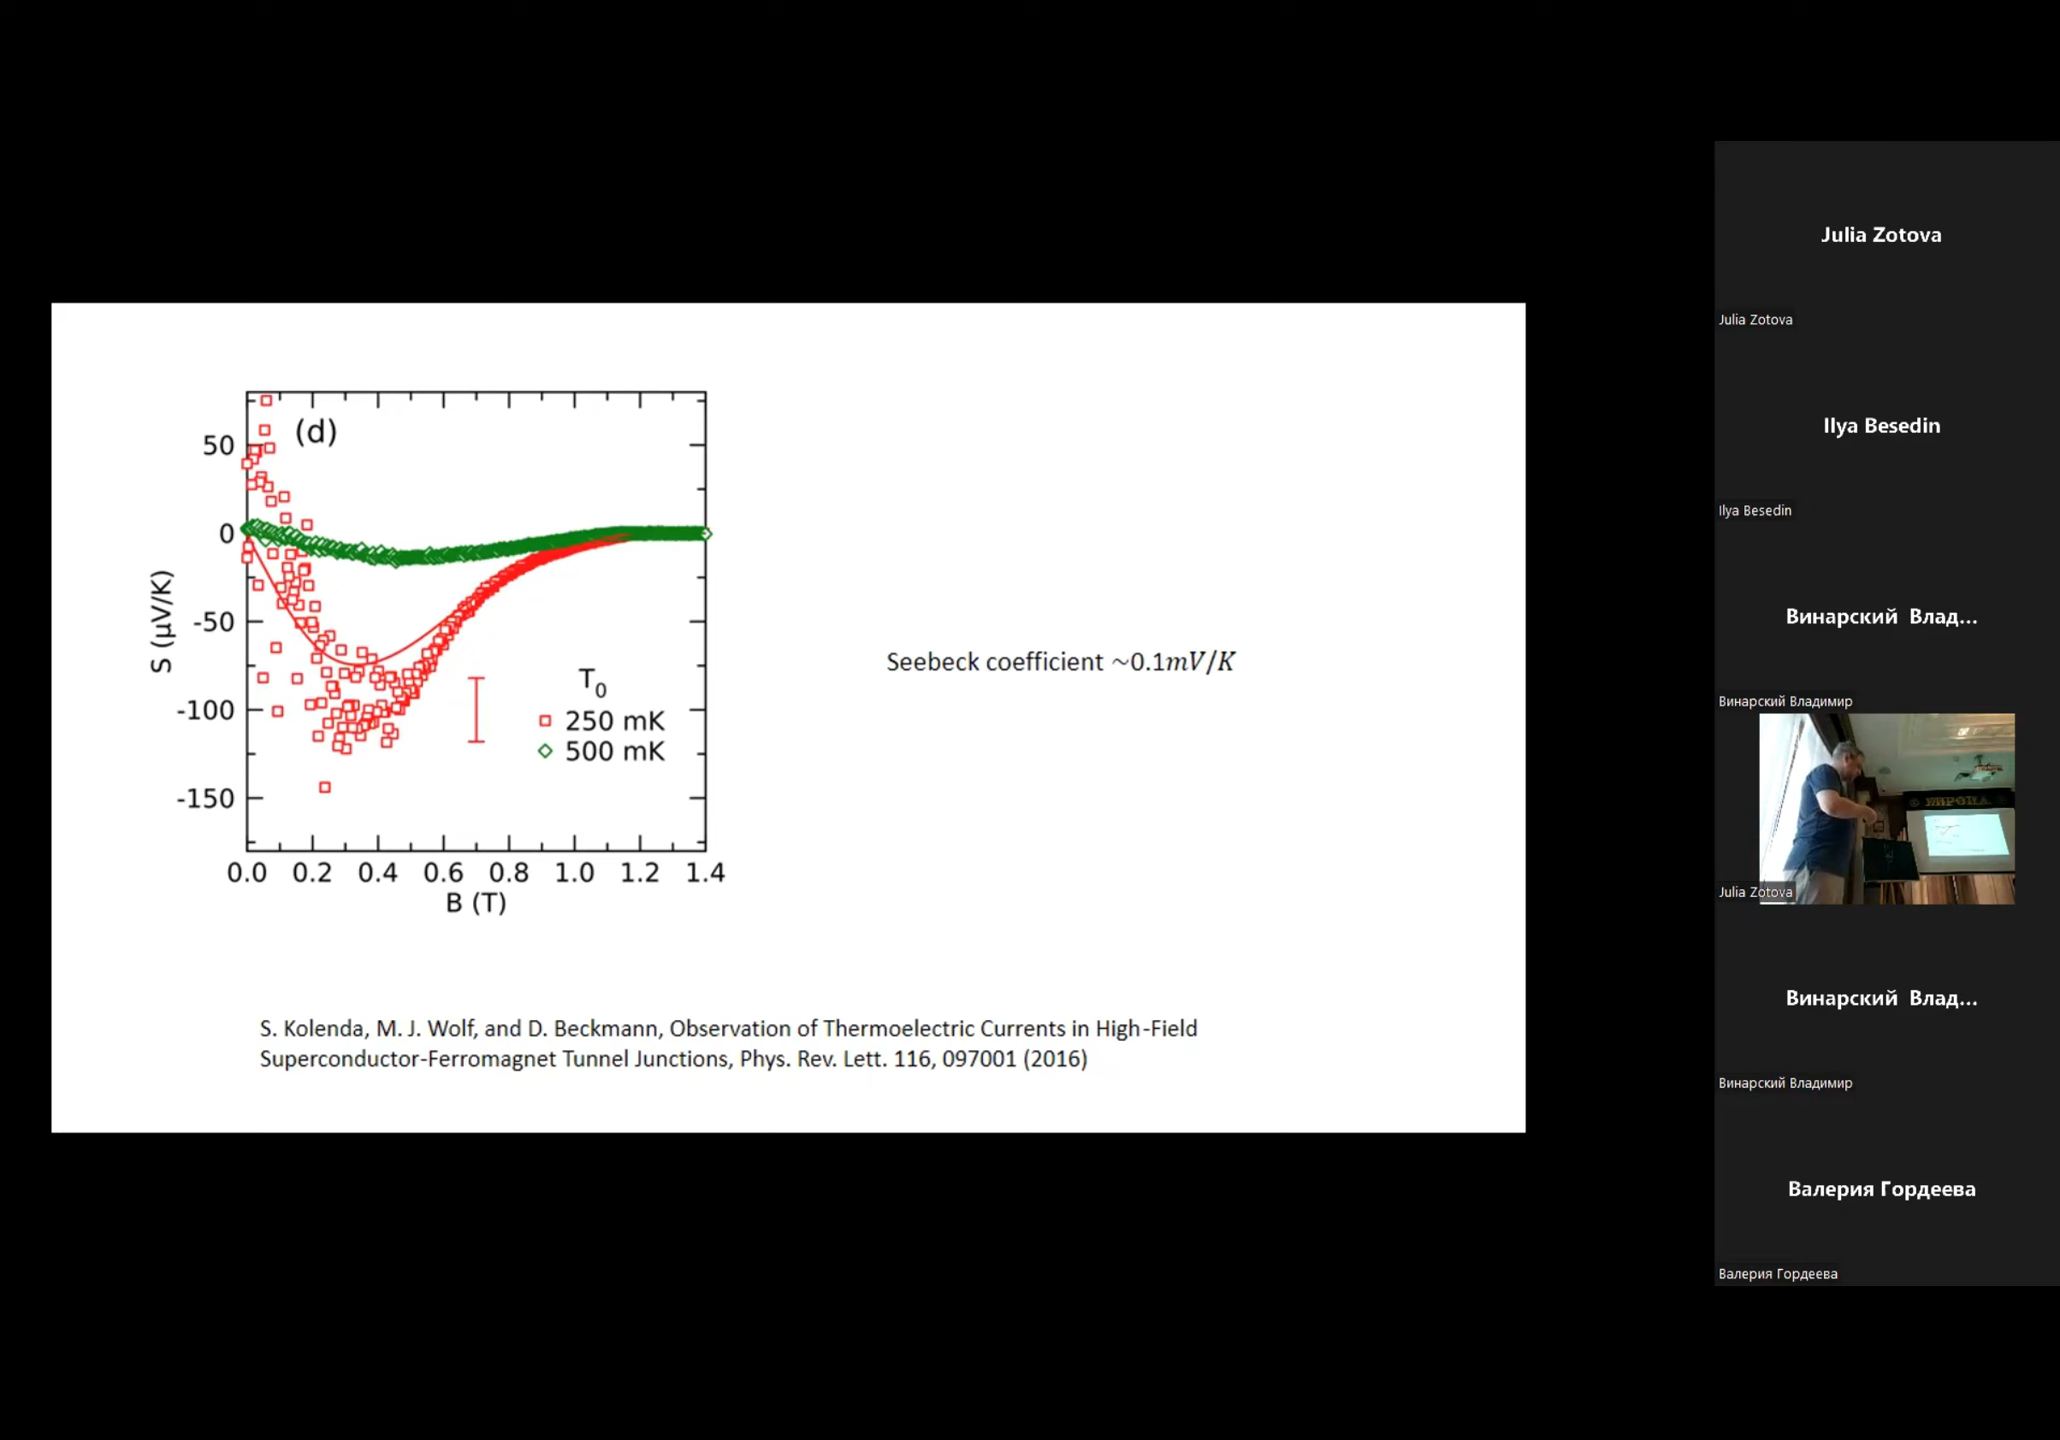 (d)
50
0
-50
-100
-150
S (μV/K)
T0
250 mK
500 mK
0.0 0.2 0.4 0.6 0.8 1.0 1.2 1.4
B (T)
Seebeck coefficient ~0.1mV/K
S. Kolenda, M. J. Wolf, and D. Beckmann, Observation of Thermoelectric Currents in High-Field
Superconductor-Ferromagnet Tunnel Junctions, Phys. Rev. Lett. 116, 097001 (2016)
Julia Zotova
Julia Zotova
Ilya Besedin
Ilya Besedin
Винарский Влад...
Винарский Владимир
Julia Zotova
Винарский Влад...
Винарский Владимир
Валерия Гордеева
Валерия Гордеева